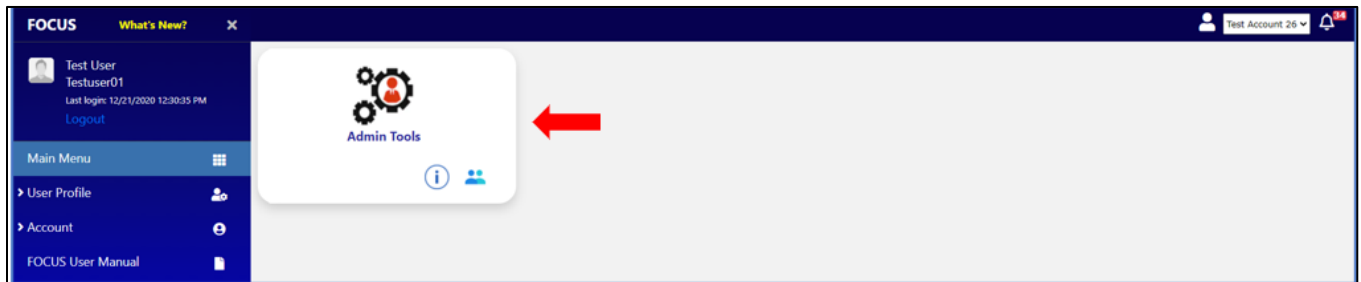 FOCUS What's New? ×
Test Account 26
34
Test User
Testuser01
Last login: 12/21/2020 12:30:35 PM
Logout
Main Menu
User Profile
Account
FOCUS User Manual
Admin Tools
i